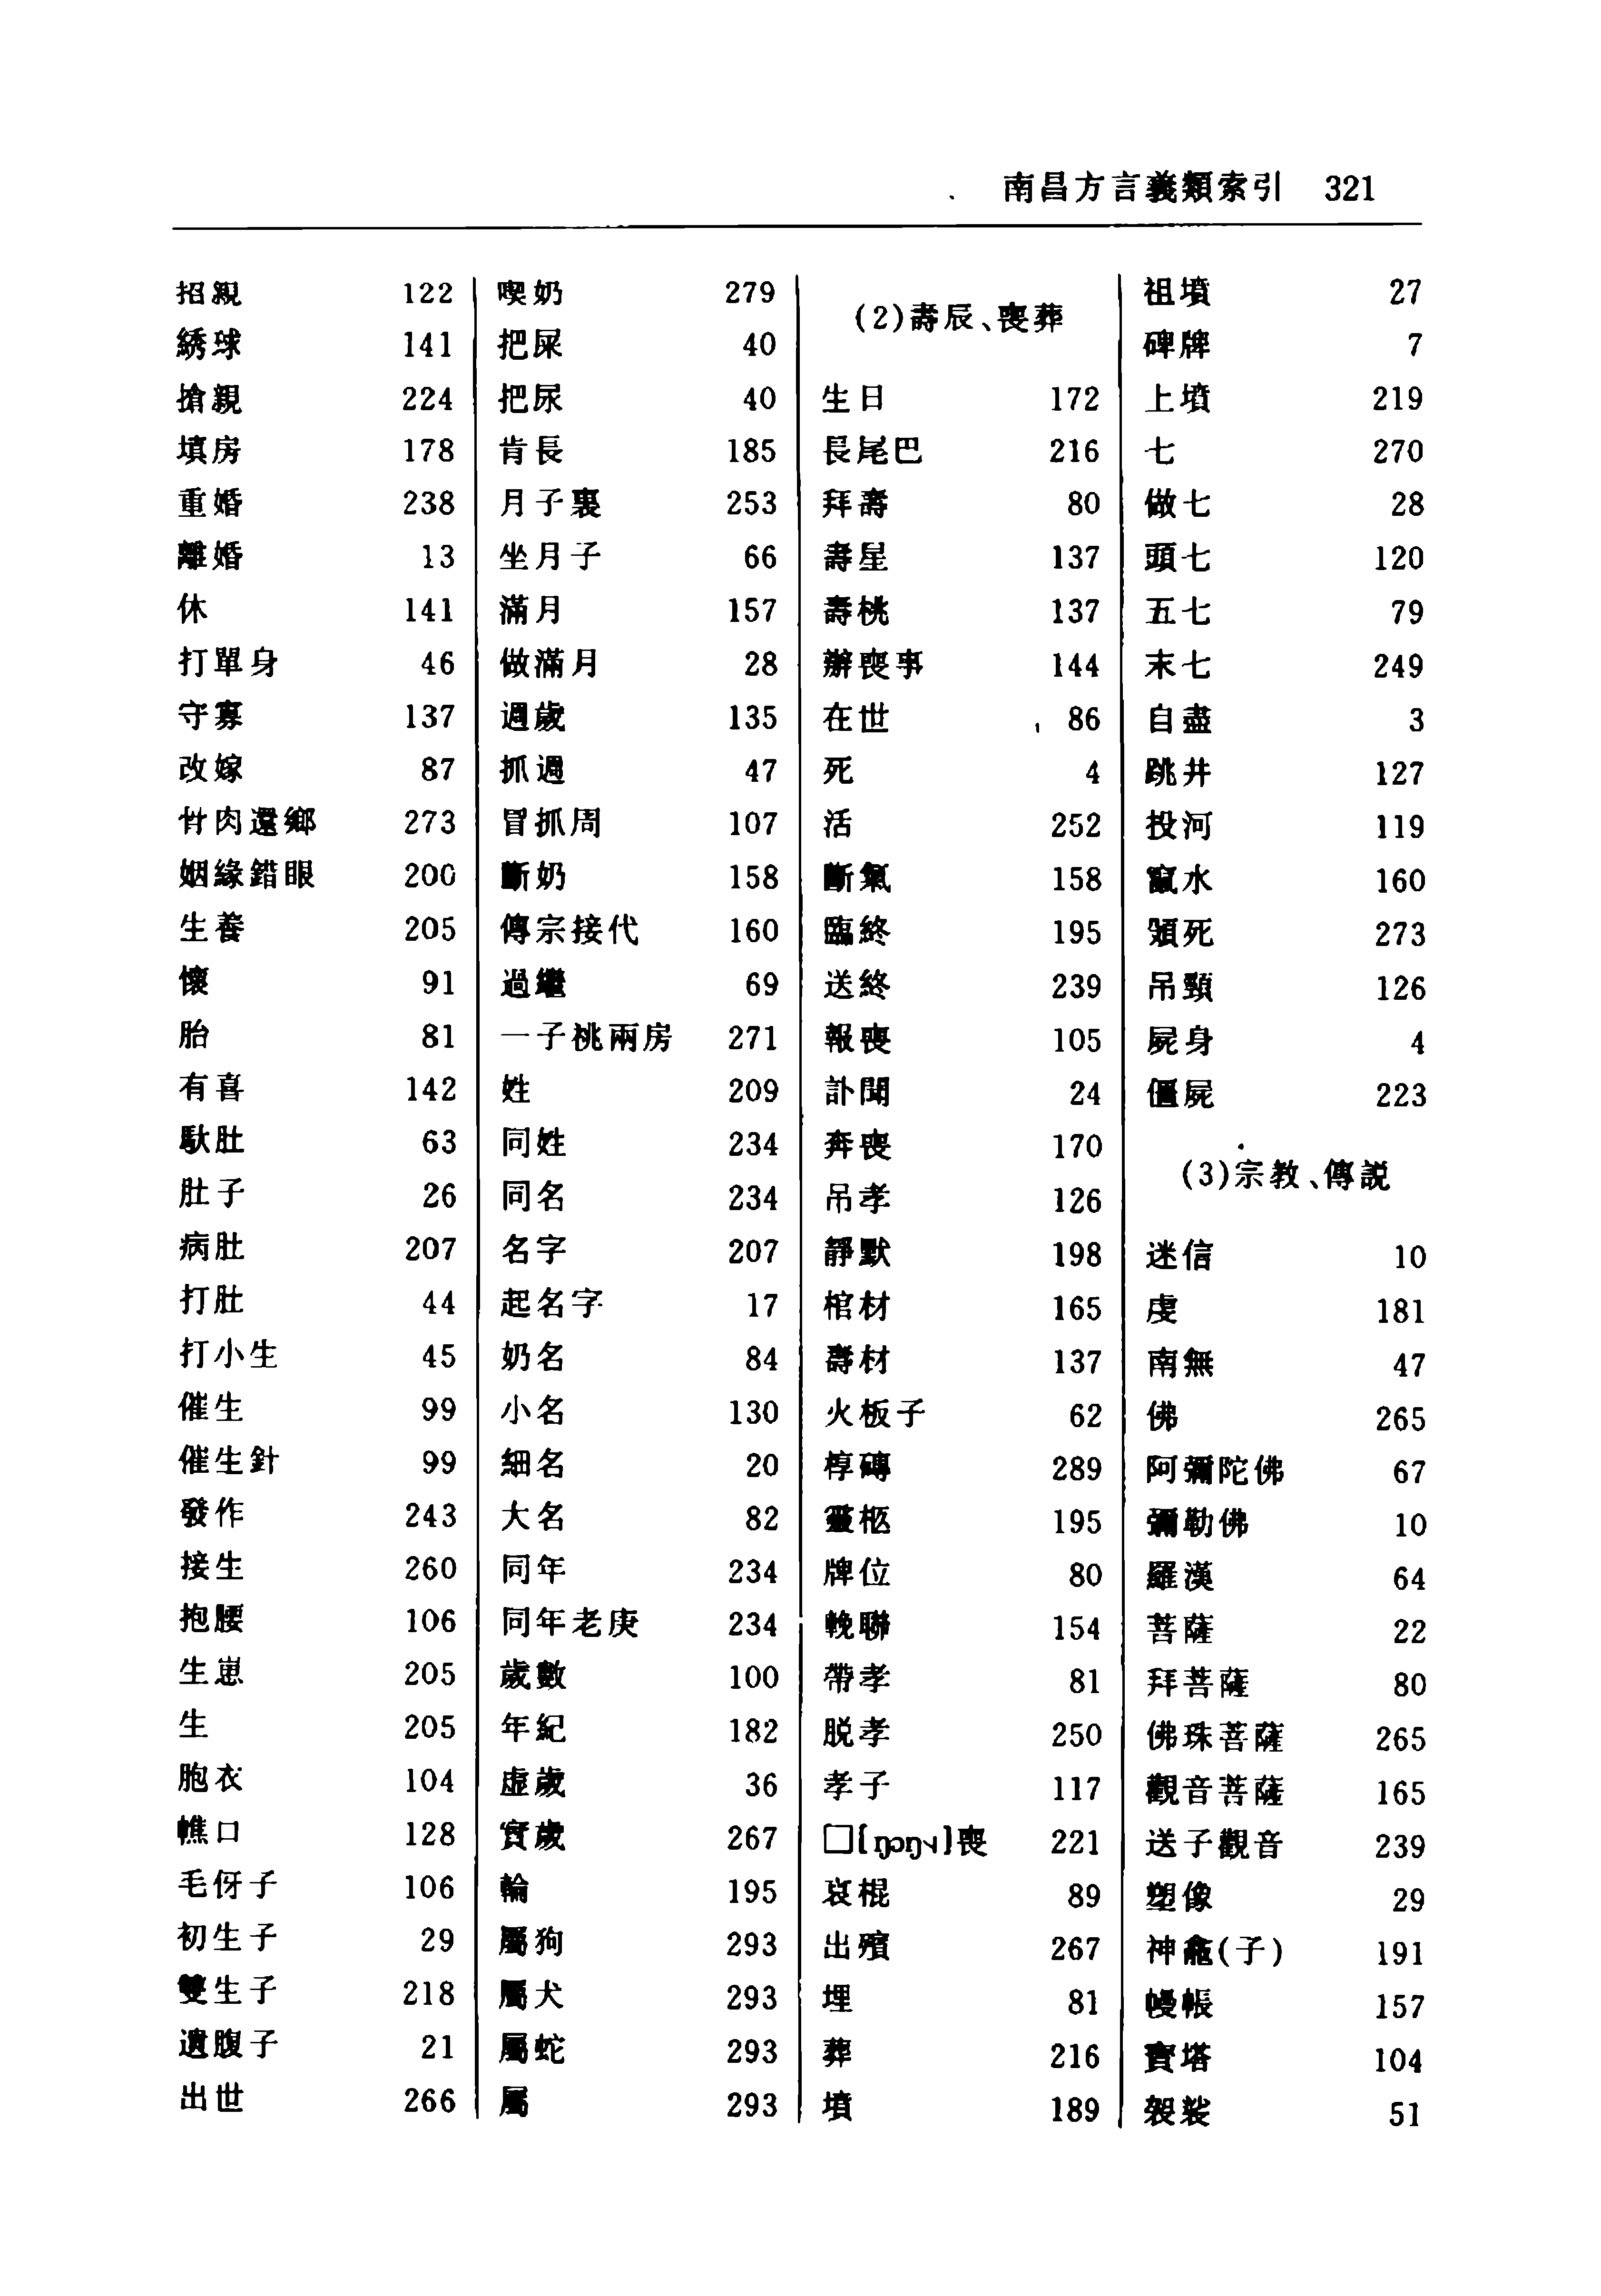 南昌方言義類索引 321
招親 122
綉球 141
搶親 224
填房 178
重婚 238
離婚 13
休 141
打單身 46
守寡 137
改嫁 87
骨肉還鄉 273
姻緣錯眼 200
生養 205
懷 91
胎 81
有喜 142
馱肚 63
肚子 26
病肚 207
打肚 44
打小生 45
催生 99
催生針 99
發作 243
接生 260
抱腰 106
生崽 205
生 205
胞衣 104
瞧口 128
毛伢子 106
初生子 29
雙生子 218
遺腹子 21
出世 266
喫奶 279
把屎 40
把尿 40
肯長 185
月子裏 253
坐月子 66
滿月 157
做滿月 28
週歲 135
抓週 47
冒抓周 107
斷奶 158
傳宗接代 160
過繼 69
一子祧兩房 271
姓 209
同姓 234
同名 234
名字 207
起名字 17
奶名 84
小名 130
細名 20
大名 82
同年 234
同年老庚 234
歲數 100
年紀 182
虛歲 36
實歲 267
輪 195
屬狗 293
屬犬 293
屬蛇 293
屬 293
(2)壽辰、喪葬
生日 172
長尾巴 216
拜壽 80
壽星 137
壽桃 137
辦喪事 144
在世 86
死 4
活 252
斷氣 158
臨終 195
送終 239
報喪 105
訃聞 24
奔喪 170
吊孝 126
靜默 198
棺材 165
壽材 137
火板子 62
椁磚 289
靈柩 195
牌位 80
輓聯 154
帶孝 81
脱孝 250
孝子 117
□[ŋɔŋ˧]喪 221
哀棍 89
出殯 267
埋 81
葬 216
墳 189
祖墳 27
碑牌 7
上墳 219
七 270
做七 28
頭七 120
五七 79
末七 249
自盡 3
跳井 127
投河 119
竄水 160
殟死 273
吊頸 126
屍身 4
僵屍 223
(3)宗教、傳説
迷信 10
虔 181
南無 47
佛 265
阿彌陀佛 67
彌勒佛 10
羅漢 64
菩薩 22
拜菩薩 80
佛珠菩薩 265
觀音菩薩 165
送子觀音 239
塑像 29
神龕(子) 191
幔帳 157
寶塔 104
袈裟 51